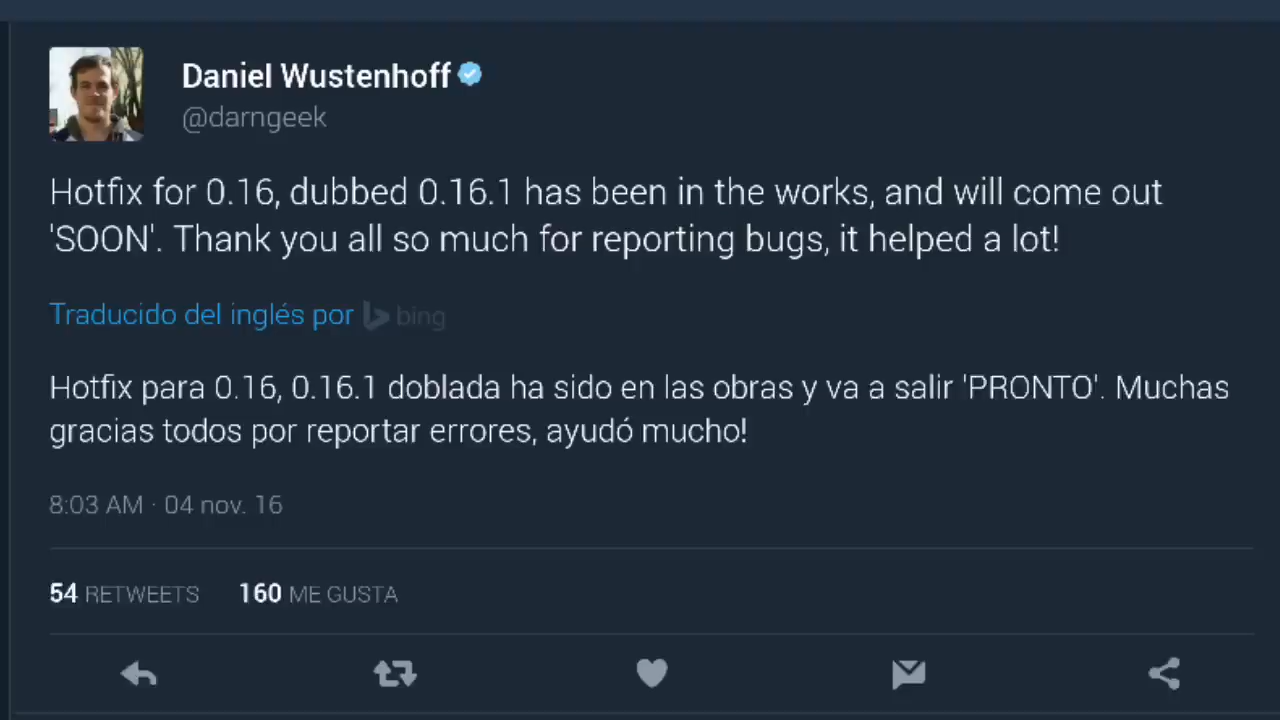 Daniel Wustenhoff
@darngeek
Hotfix for 0.16, dubbed 0.16.1 has been in the works, and will come out
'SOON'. Thank you all so much for reporting bugs, it helped a lot!
Traducido del inglés por bing
Hotfix para 0.16, 0.16.1 doblada ha sido en las obras y va a salir 'PRONTO'. Muchas
gracias todos por reportar errores, ayudó mucho!
8:03 AM · 04 nov. 16
54 RETWEETS 160 ME GUSTA